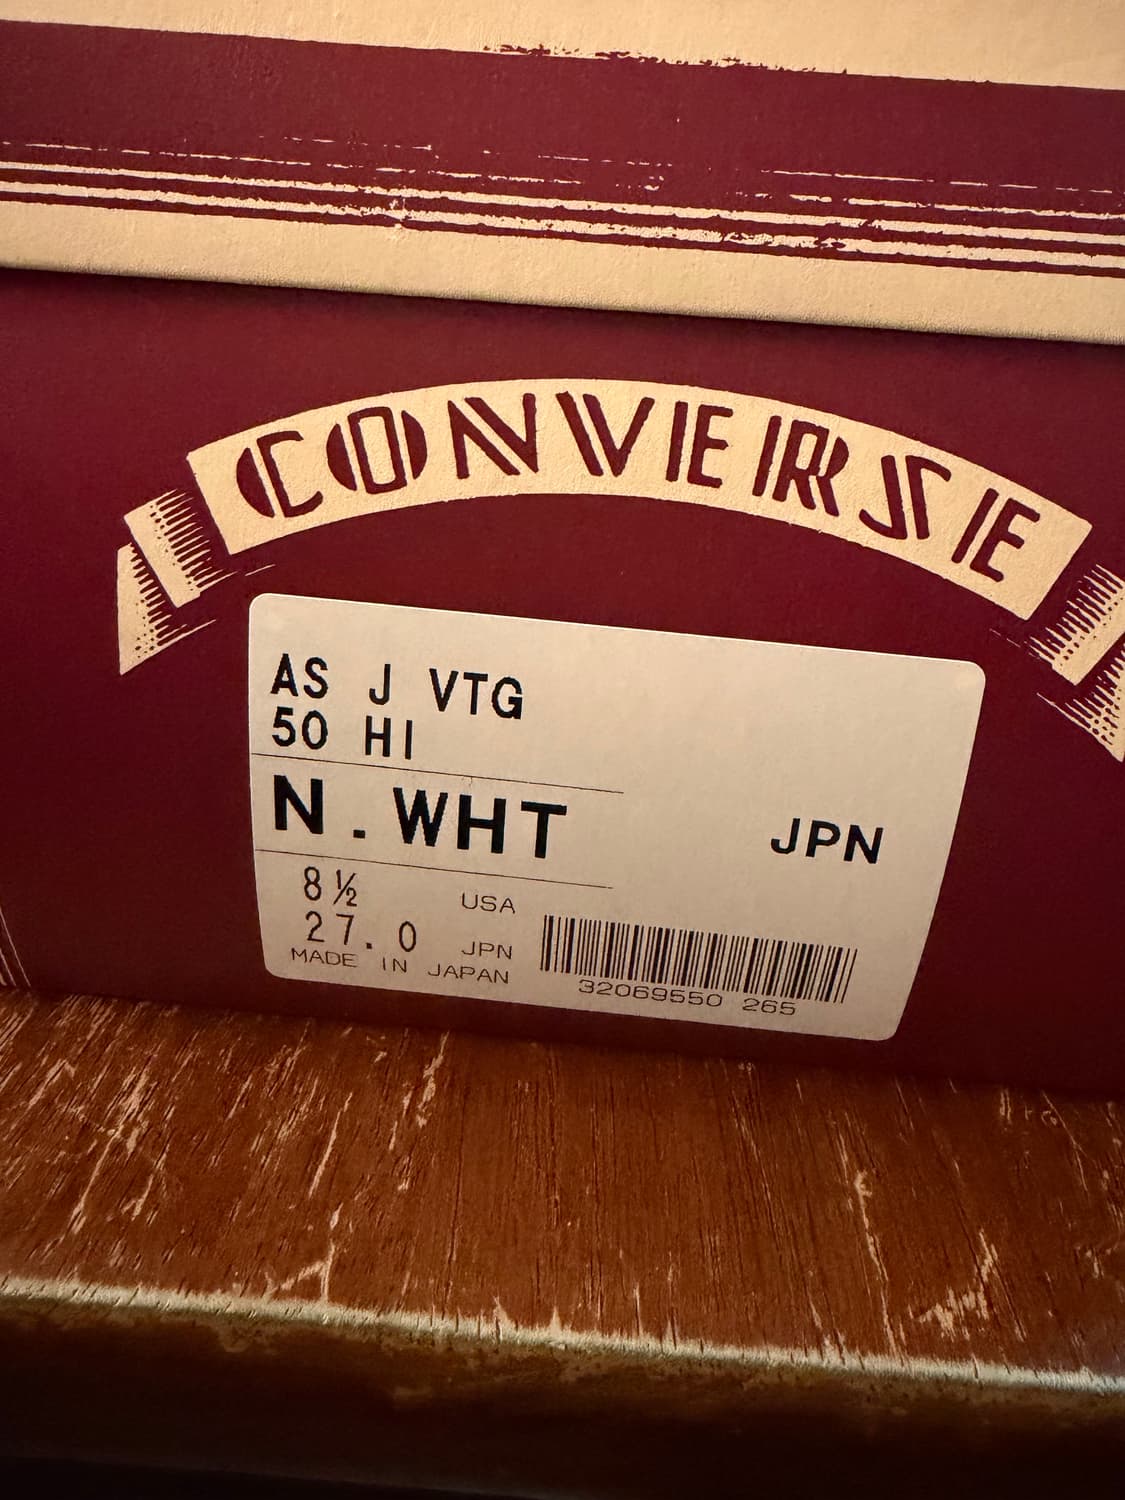 CONVERSE
AS J VTG
50 HI
N.WHT
JPN
8½ USA
27.0 JPN
MADE IN JAPAN
32069550 265